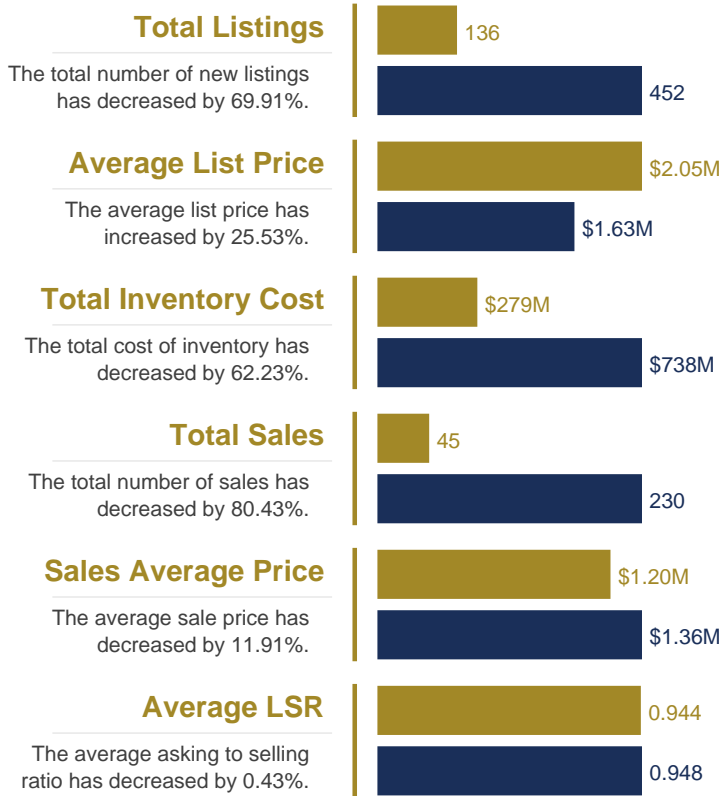 Total Listings
The total number of new listings
has decreased by 69.91%.
136
452
Average List Price
The average list price has
increased by 25.53%.
$2.05M
$1.63M
Total Inventory Cost
The total cost of inventory has
decreased by 62.23%.
$279M
$738M
Total Sales
The total number of sales has
decreased by 80.43%.
45
230
Sales Average Price
The average sale price has
decreased by 11.91%.
$1.20M
$1.36M
Average LSR
The average asking to selling
ratio has decreased by 0.43%.
0.944
0.948